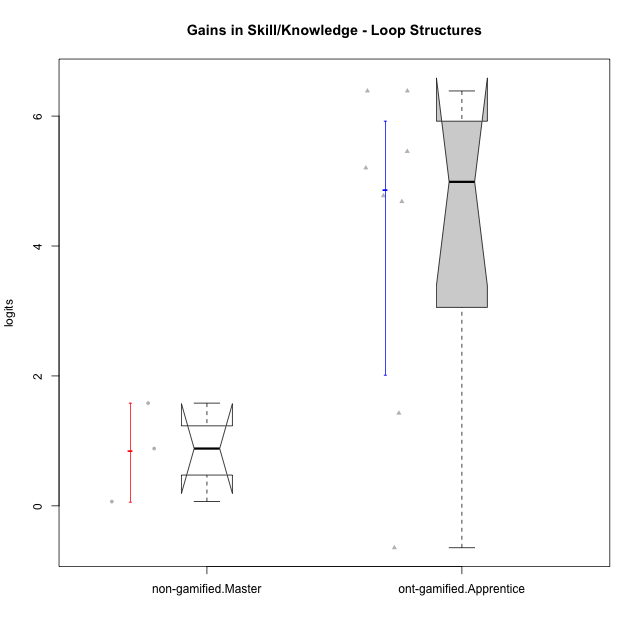 Gains in Skill/Knowledge - Loop Structures
6
4
2
0
logits
non-gamified.Master
ont-gamified.Apprentice